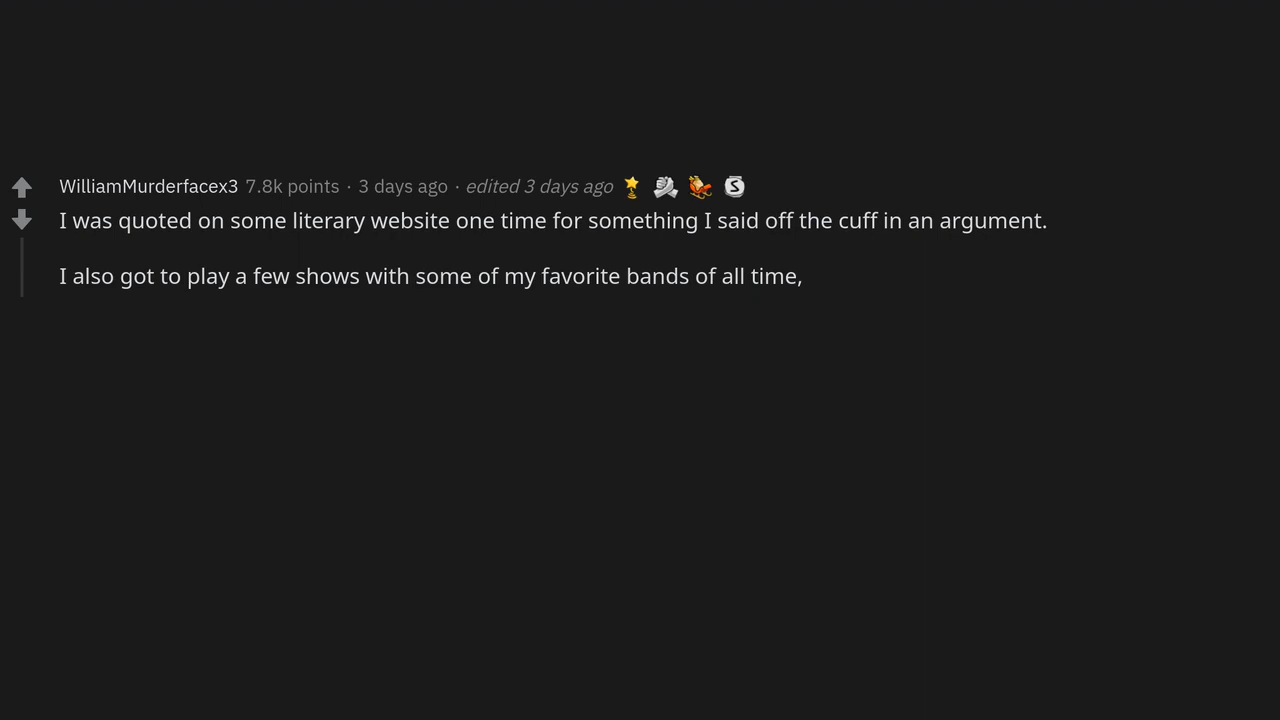 WilliamMurderfacex3 7.8k points · 3 days ago · edited 3 days ago
I was quoted on some literary website one time for something I said off the cuff in an argument.
I also got to play a few shows with some of my favorite bands of all time,